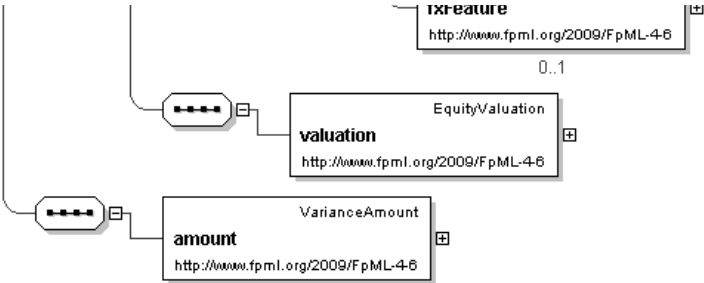 fxFeature
http://www.fpml.org/2009/FpML-4-6
0..1
EquityValuation
valuation
http://www.fpml.org/2009/FpML-4-6
VarianceAmount
amount
http://www.fpml.org/2009/FpML-4-6